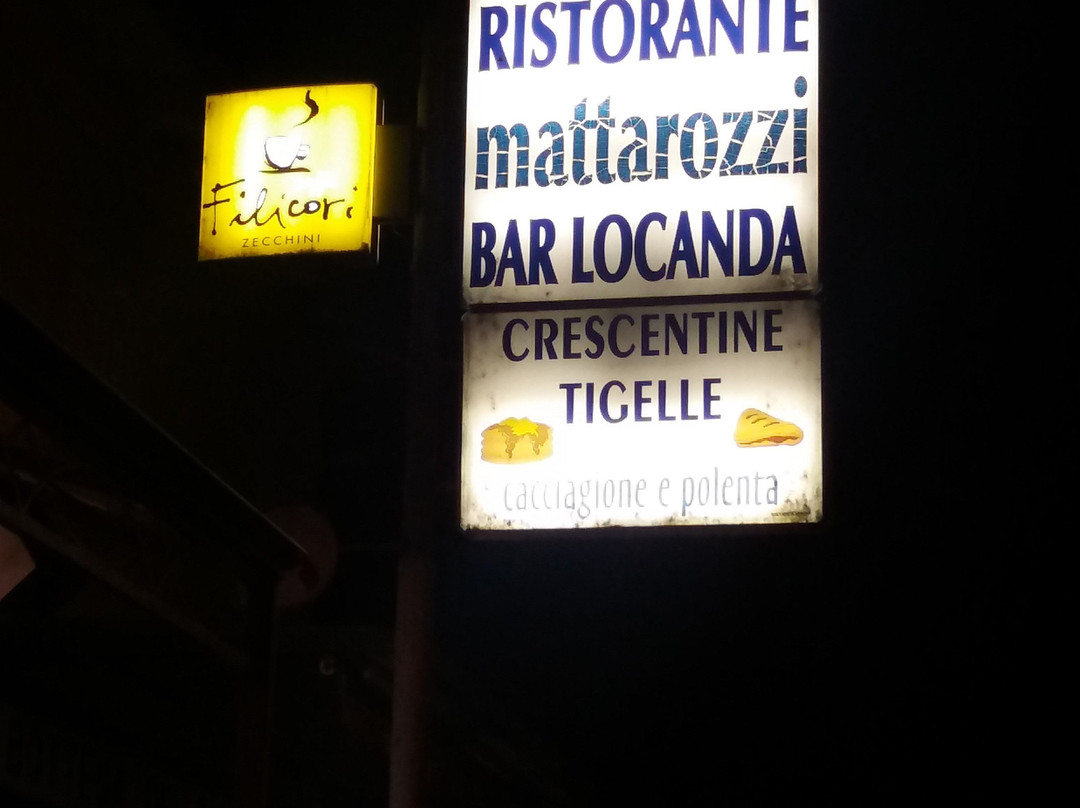 Filicori
ZECCHINI
RISTORANTE
mattarozzi
BAR LOCANDA
CRESCENTINE
TIGELLE
cacciagione e polenta